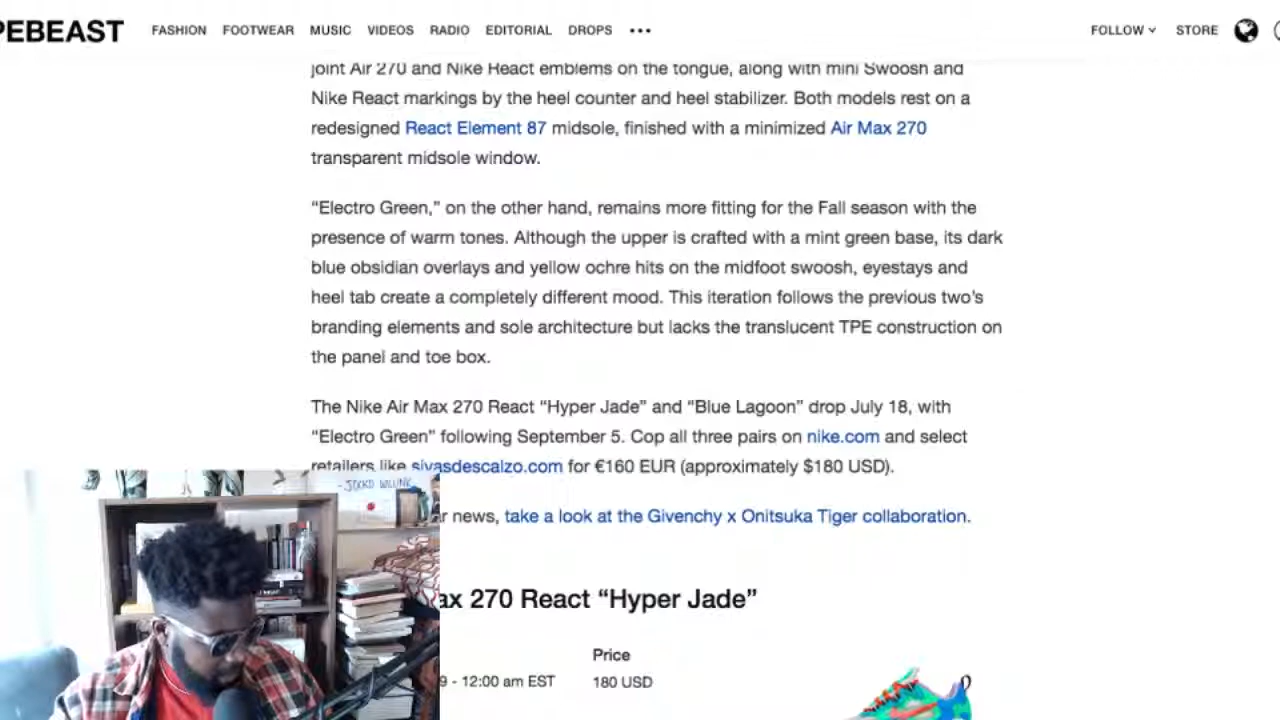 PEBEAST FASHION FOOTWEAR MUSIC VIDEOS RADIO EDITORIAL DROPS ••• FOLLOW STORE
joint Air 270 and Nike React emblems on the tongue, along with mini Swoosh and
Nike React markings by the heel counter and heel stabilizer. Both models rest on a
redesigned React Element 87 midsole, finished with a minimized Air Max 270
transparent midsole window.
“Electro Green,” on the other hand, remains more fitting for the Fall season with the
presence of warm tones. Although the upper is crafted with a mint green base, its dark
blue obsidian overlays and yellow ochre hits on the midfoot swoosh, eyestays and
heel tab create a completely different mood. This iteration follows the previous two’s
branding elements and sole architecture but lacks the translucent TPE construction on
the panel and toe box.
The Nike Air Max 270 React “Hyper Jade” and “Blue Lagoon” drop July 18, with
“Electro Green” following September 5. Cop all three pairs on nike.com and select
retailers like sivasdescalzo.com for €160 EUR (approximately $180 USD).
- JOCKO WILLINK
r news, take a look at the Givenchy x Onitsuka Tiger collaboration.
ax 270 React “Hyper Jade”
Price
9 - 12:00 am EST 180 USD